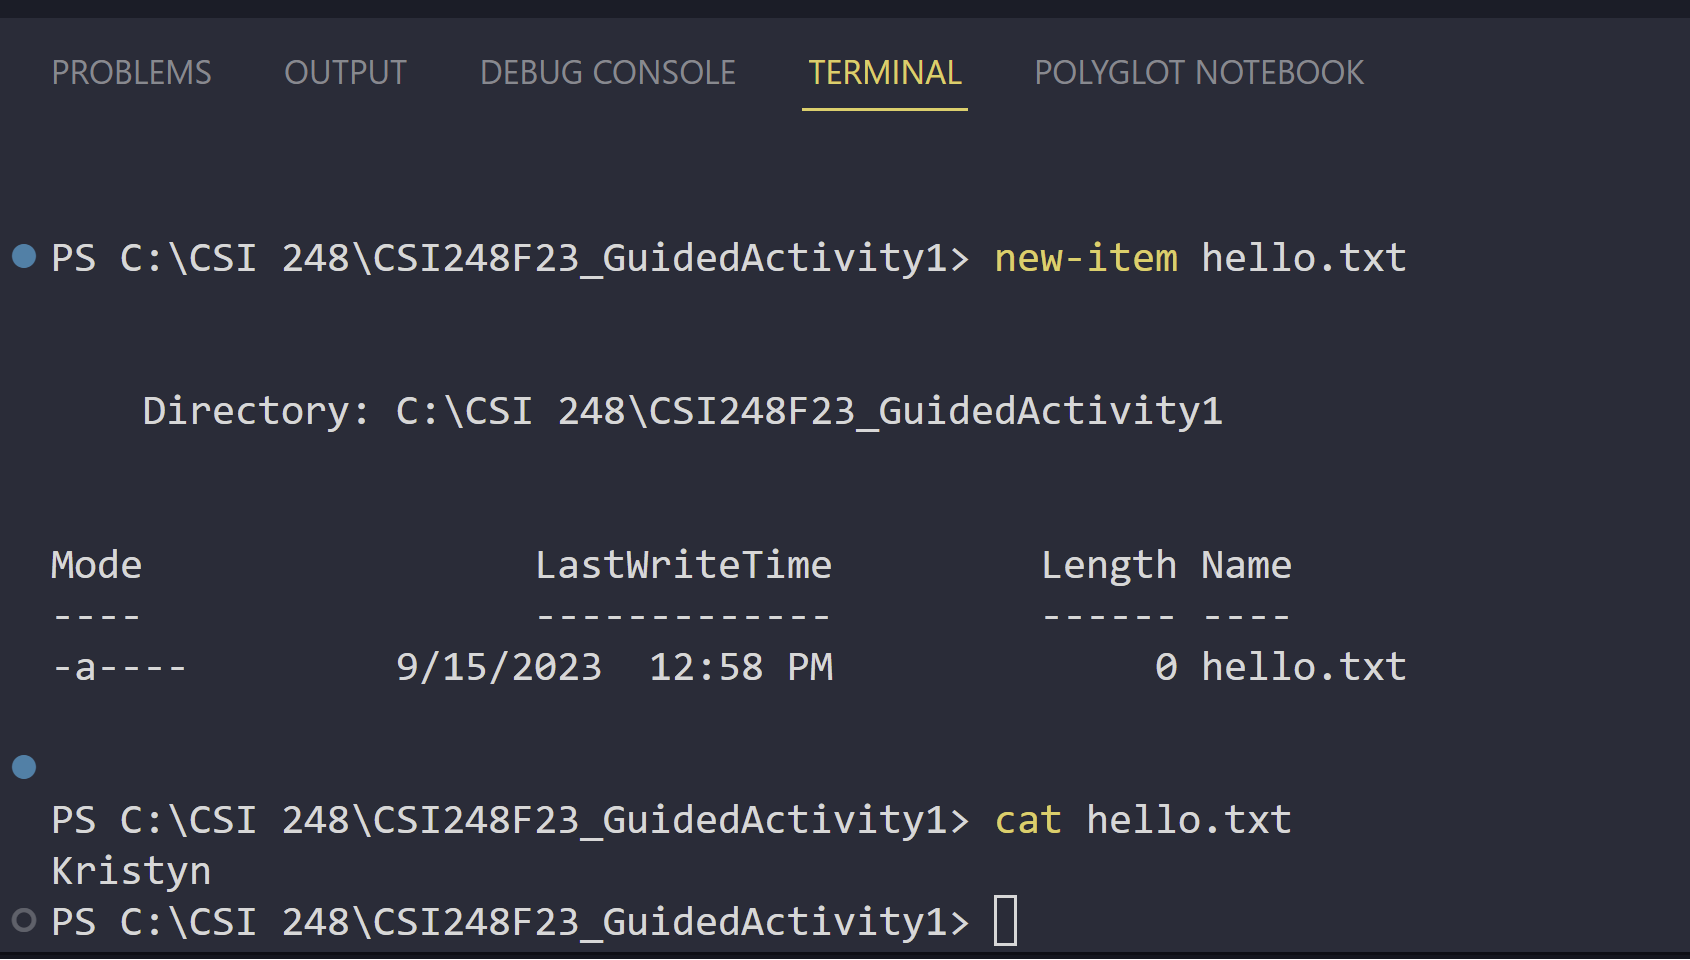 PROBLEMS OUTPUT DEBUG CONSOLE TERMINAL POLYGLOT NOTEBOOK
PS C:\CSI 248\CSI248F23_GuidedActivity1> new-item hello.txt
Directory: C:\CSI 248\CSI248F23_GuidedActivity1
Mode LastWriteTime Length Name
---- ------------- ------ ----
-a---- 9/15/2023 12:58 PM 0 hello.txt
PS C:\CSI 248\CSI248F23_GuidedActivity1> cat hello.txt
Kristyn
PS C:\CSI 248\CSI248F23_GuidedActivity1>